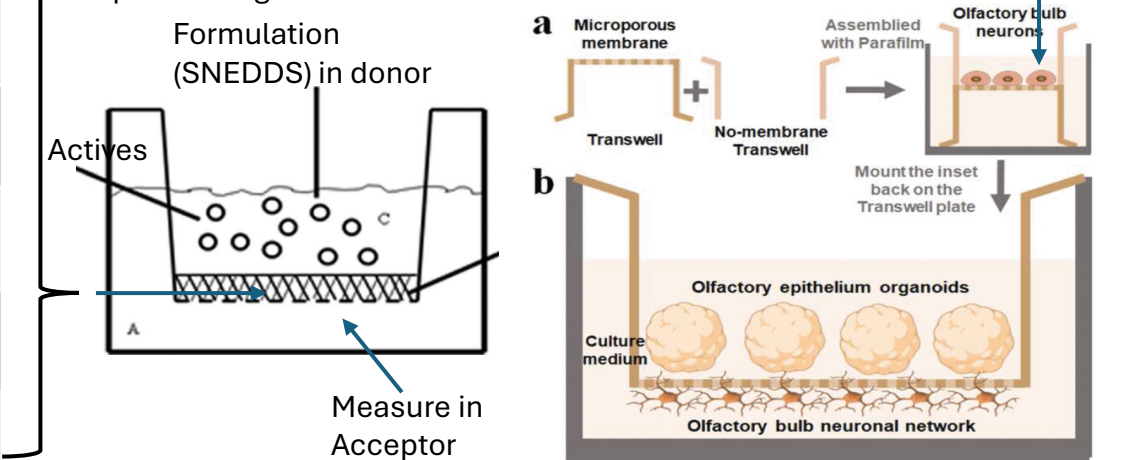 Formulation
(SNEDDS) in donor
Actives
C
A
Measure in
Acceptor
a
Microporous
membrane
Transwell
No-membrane
Transwell
Assemblied
with Parafilm
Olfactory bulb
neurons
Mount the inset
back on the
Transwell plate
b
Olfactory epithelium organoids
Culture
medium
Olfactory bulb neuronal network